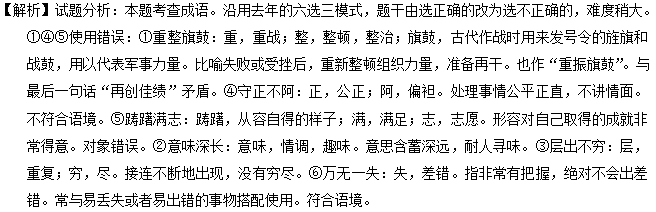 【解析】试题分析：本题考查成语。沿用去年的六选三模式，题干由选正确的改为选不正确的，难度稍大。
①④⑤使用错误：①重整旗鼓：重，重战；整，整顿，整治；旗鼓，古代作战时用来发号令的旌旗和
战鼓，用以代表军事力量。比喻失败或受挫后，重新整顿组织力量，准备再干。也作“重振旗鼓”。与
最后一句话“再创佳绩”矛盾。④守正不阿：正，公正；阿，偏袒。处理事情公平正直，不讲情面。
不符合语境。⑤踌躇满志：踌躇，从容自得的样子；满，满足；志，志愿。形容对自己取得的成就非
常得意。对象错误。②意味深长：意味，情调，趣味。意思含蓄深远，耐人寻味。③层出不穷：层，
重复；穷，尽。接连不断地出现，没有穷尽。⑥万无一失：失，差错。指非常有把握，绝对不会出差
错。常与易丢失或者易出错的事物搭配使用。符合语境。